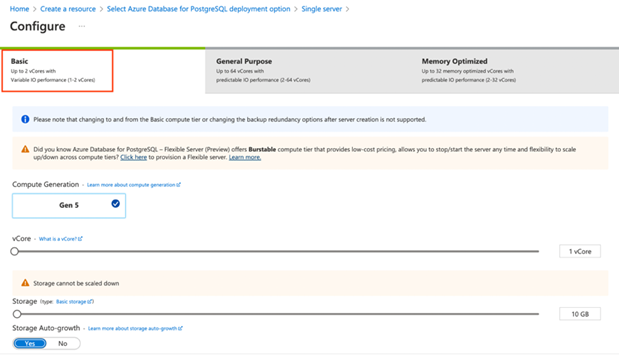 Home > Create a resource > Select Azure Database for PostgreSQL deployment option > Single server >
Configure ...
Basic
Up to 2 vCores with
Variable IO performance (1-2 vCores)
General Purpose
Up to 64 vCores with
predictable IO performance (2-64 vCores)
Memory Optimized
Up to 32 memory optimized vCores with
predictable IO performance (2-32 vCores)
Please note that changing to and from the Basic compute tier or changing the backup redundancy options after server creation is not supported.
Did you know Azure Database for PostgreSQL – Flexible Server (Preview) offers Burstable compute tier that provides low-cost pricing, allows you to stop/start the server any time and flexibility to scale
up/down across compute tiers? Click here to provision a Flexible server. Learn more.
Compute Generation - Learn more about compute generation
Gen 5
vCore - What is a vCore?
1 vCore
Storage cannot be scaled down
Storage (type: Basic storage)
10 GB
Storage Auto-growth - Learn more about storage auto-growth
Yes No